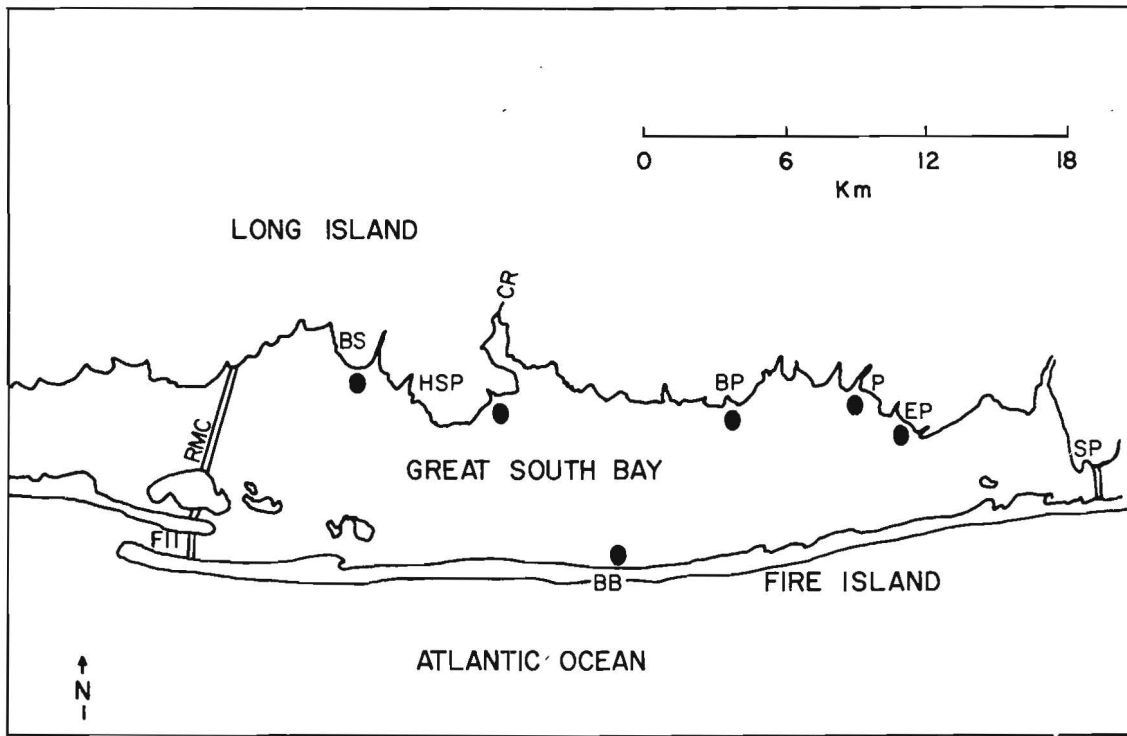 0 6 12 18
Km
LONG ISLAND
CR
BS
HSP
BP
P
EP
RMC
GREAT SOUTH BAY
SP
FII
BB
FIRE ISLAND
ATLANTIC OCEAN
N